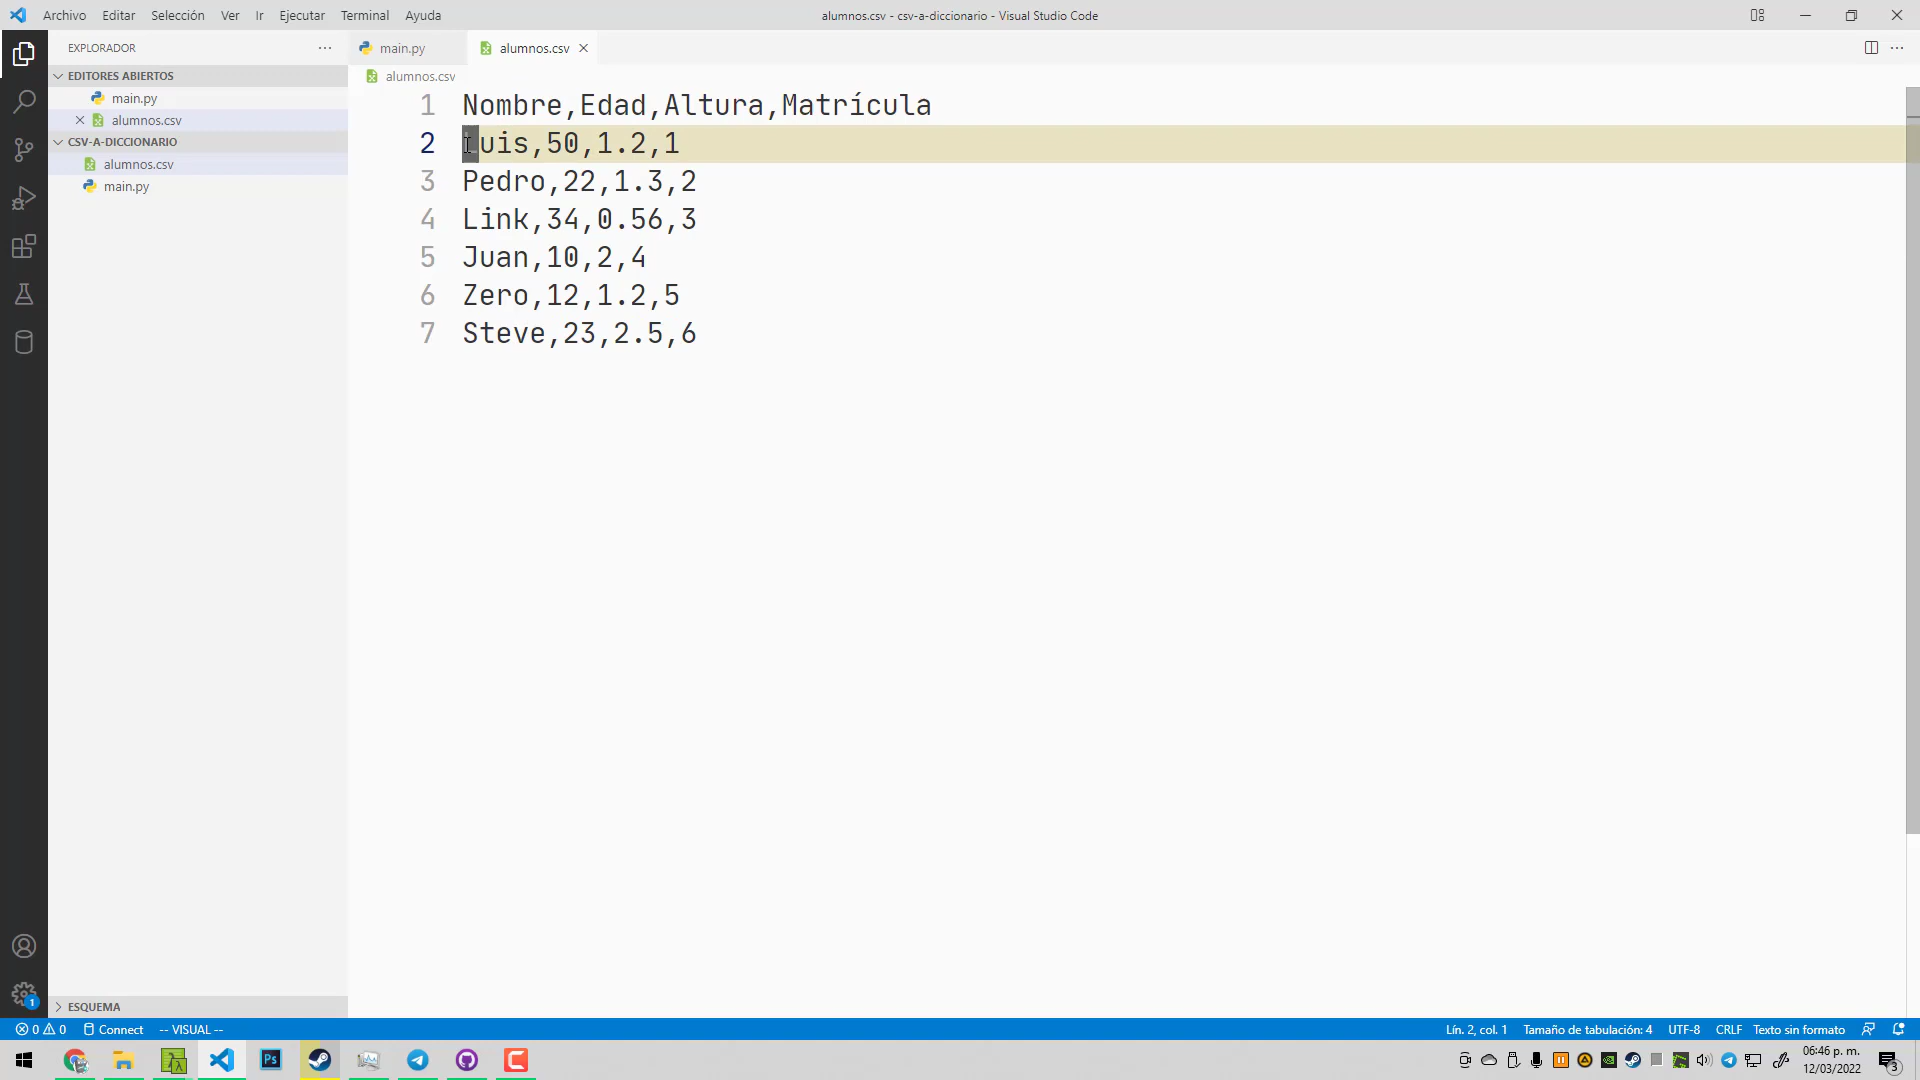 Archivo Editar Selección Ver Ir Ejecutar Terminal Ayuda
alumnos.csv - csv-a-diccionario - Visual Studio Code
EXPLORADOR
main.py
alumnos.csv
EDITORES ABIERTOS
main.py
alumnos.csv
CSV-A-DICCIONARIO
alumnos.csv
main.py
alumnos.csv
1 Nombre,Edad,Altura,Matrícula
2 Luis,50,1.2,1
3 Pedro,22,1.3,2
4 Link,34,0.56,3
5 Juan,10,2,4
6 Zero,12,1.2,5
7 Steve,23,2.5,6
1
ESQUEMA
0 0 Connect -- VISUAL --
Lín. 2, col. 1 Tamaño de tabulación: 4 UTF-8 CRLF Texto sin formato
Ps
06:46 p. m.
12/03/2022
3